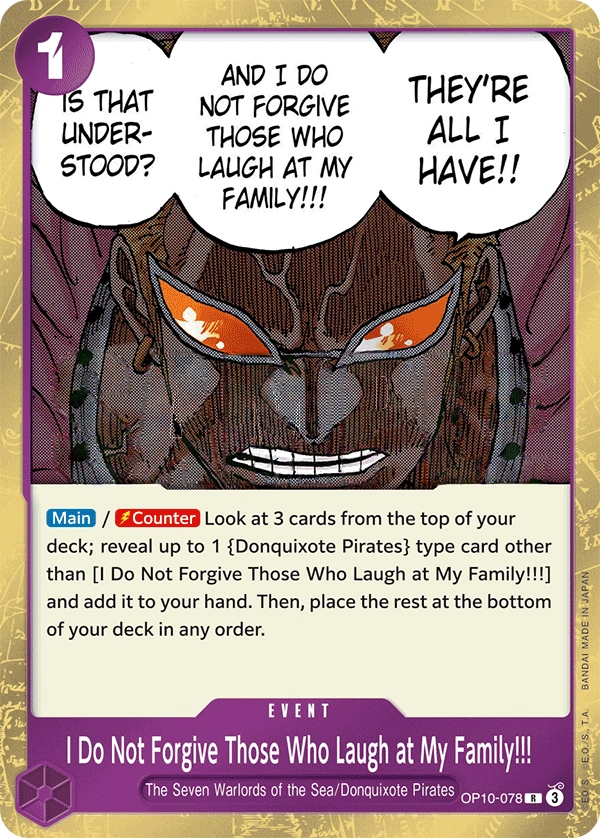 1
IS THAT
UNDER-
STOOD?
AND I DO
NOT FORGIVE
THOSE WHO
LAUGH AT MY
FAMILY!!!
THEY'RE
ALL I
HAVE!!
Main / Counter Look at 3 cards from the top of your
deck; reveal up to 1 {Donquixote Pirates} type card other
than [I Do Not Forgive Those Who Laugh at My Family!!!]
and add it to your hand. Then, place the rest at the bottom
of your deck in any order.
EVENT
I Do Not Forgive Those Who Laugh at My Family!!!
The Seven Warlords of the Sea/Donquixote Pirates
OP10-078 R 3
BANDAI MADE IN JAPAN